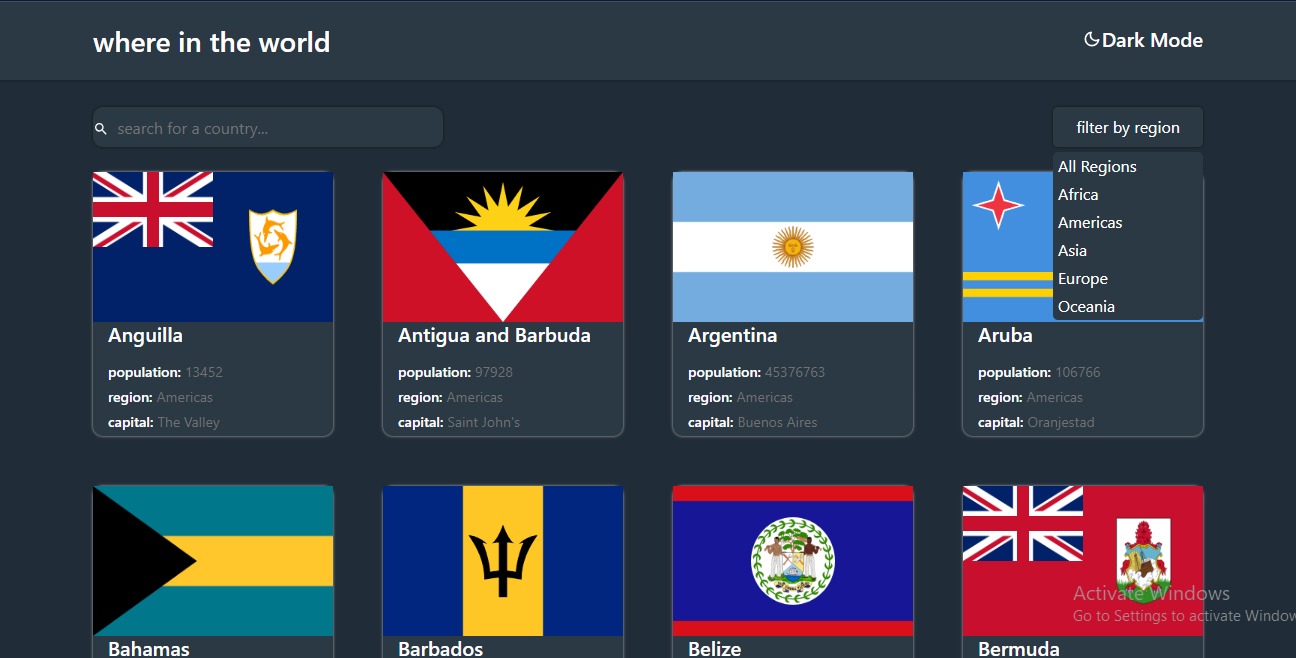 where in the world
Dark Mode
search for a country...
filter by region
All Regions
Africa
Americas
Asia
Europe
Oceania
Anguilla
population: 13452
region: Americas
capital: The Valley
Antigua and Barbuda
population: 97928
region: Americas
capital: Saint John's
Argentina
population: 45376763
region: Americas
capital: Buenos Aires
Aruba
population: 106766
region: Americas
capital: Oranjestad
Bahamas
Barbados
Belize
Bermuda
Activate Windows
Go to Settings to activate Window